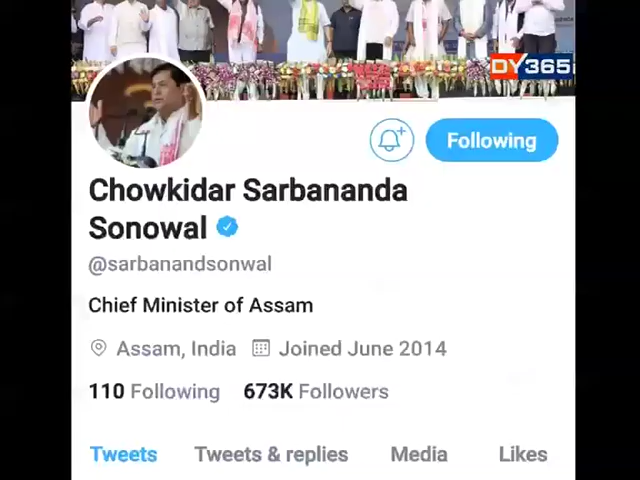 DY365
Following
Chowkidar Sarbananda
Sonowal
@sarbanandsonwal
Chief Minister of Assam
Assam, India Joined June 2014
110 Following 673K Followers
Tweets Tweets & replies Media Likes